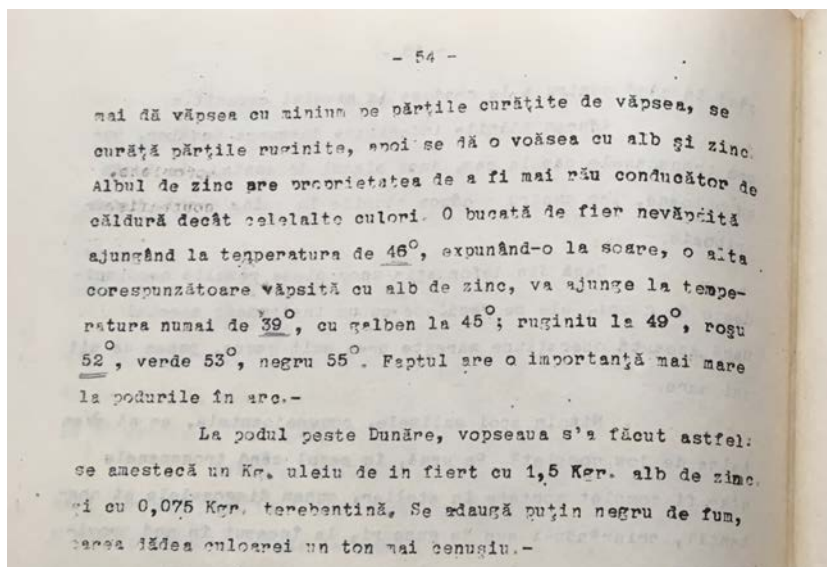 - 54 -
mai dă văpsea cu minium pe părțile curățite de văpsea, se
curăță părțile ruginite, apoi se dă o voăsea cu alb și zinc.
Albul de zinc are proprietatea de a fi mai rău conducător de
căldură decât celelalte culori. O bucată de fier nevăpsită
ajungând la temperatura de 46°, expunând-o la soare, o alta
corespunzătoare văpsită cu alb de zinc, va ajunge la tempe-
ratura numai de 39°, cu galben la 45°; ruginiu la 49°, roșu
52°, verde 53°, negru 55°. Faptul are o importanță mai mare
la podurile în arc.-
La podul peste Dunăre, vopseaua s'a făcut astfel:
se amestecă un Kg. uleiu de in fiert cu 1,5 Kgr. alb de zinc.
și cu 0,075 Kgr. terebentină. Se adaugă puțin negru de fum,
carea dădea culoarei un ton mai cenușiu.-